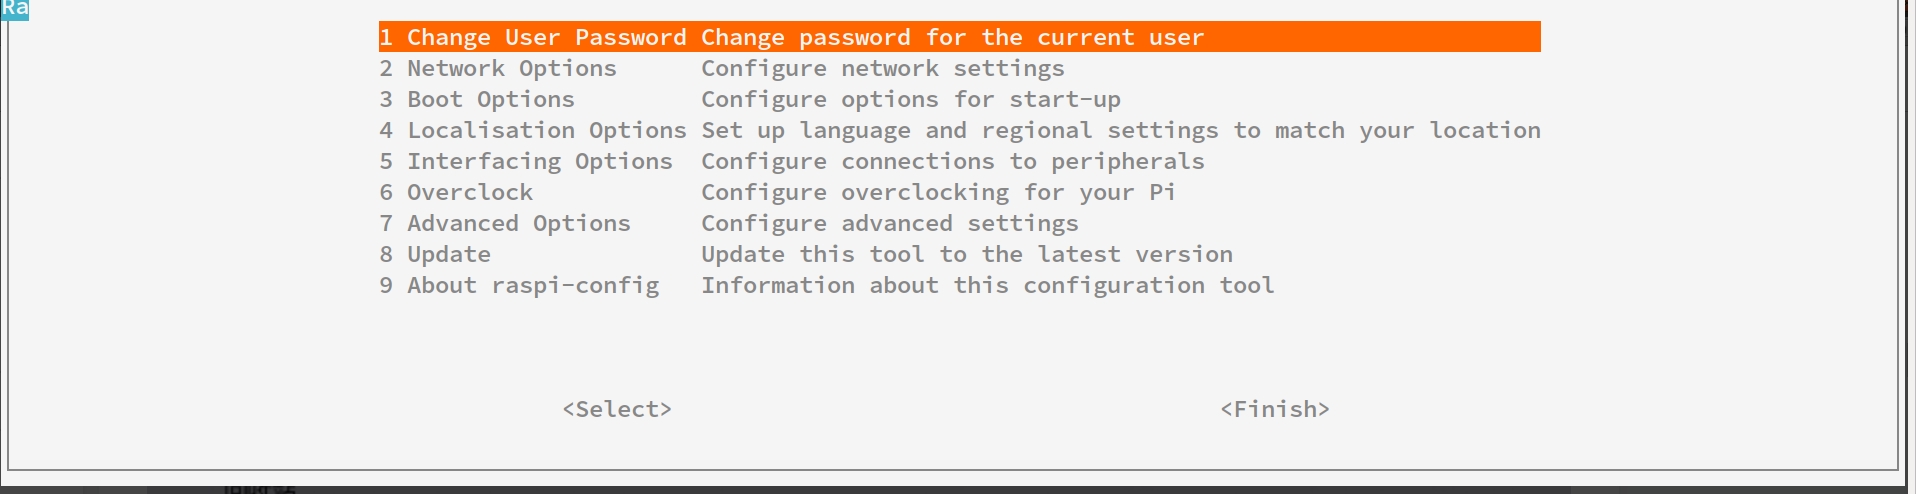 Ra
1 Change User Password Change password for the current user
2 Network Options Configure network settings
3 Boot Options Configure options for start-up
4 Localisation Options Set up language and regional settings to match your location
5 Interfacing Options Configure connections to peripherals
6 Overclock Configure overclocking for your Pi
7 Advanced Options Configure advanced settings
8 Update Update this tool to the latest version
9 About raspi-config Information about this configuration tool
<Select> <Finish>